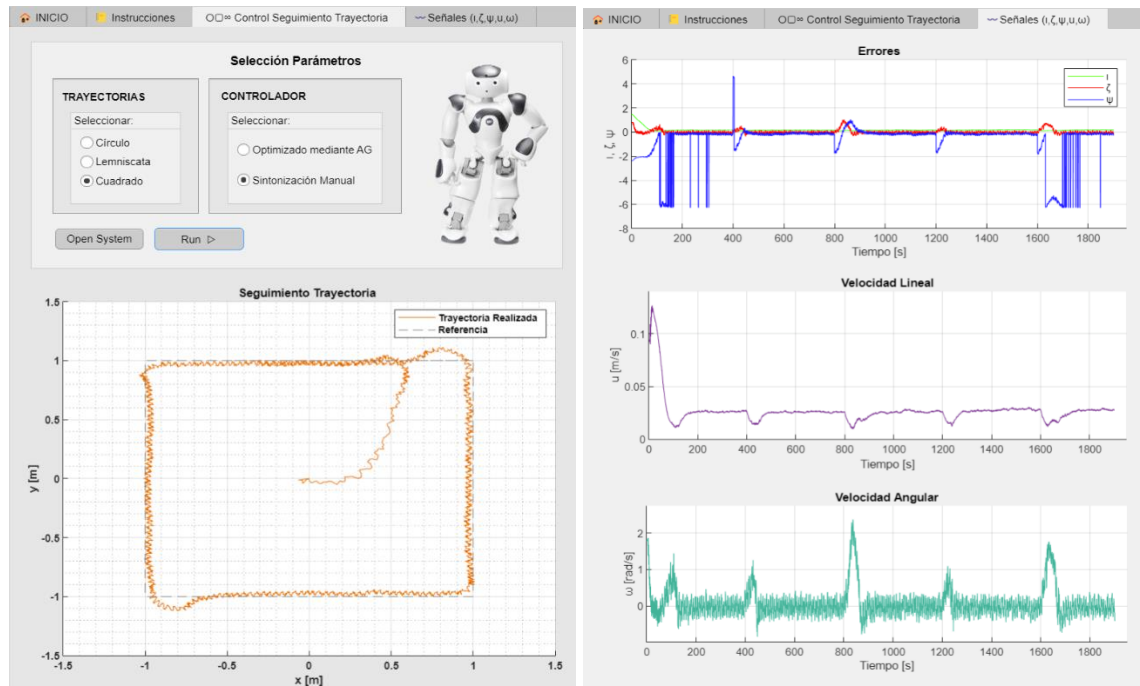 INICIO
Instrucciones
O▢∞ Control Seguimiento Trayectoria
Señales (ı,ζ,ψ,u,ω)
Selección Parámetros
TRAYECTORIAS
Seleccionar:
Círculo
Lemniscata
Cuadrado
CONTROLADOR
Seleccionar:
Optimizado mediante AG
Sintonización Manual
Open System
Run ▷
Seguimiento Trayectoria
Trayectoria Realizada
Referencia
y [m]
1.5
1
0.5
0
-0.5
-1
-1.5
-1.5 -1 -0.5 0 0.5 1 1.5
x [m]
INICIO
Instrucciones
O▢∞ Control Seguimiento Trayectoria
Señales (ı,ζ,ψ,u,ω)
Errores
ı
ζ
ψ
ı, ζ, ψ
6
4
2
0
-2
-4
-6
-8
0 200 400 600 800 1000 1200 1400 1600 1800
Tiempo [s]
Velocidad Lineal
u [m/s]
0.1
0.05
0
0 200 400 600 800 1000 1200 1400 1600 1800
Tiempo [s]
Velocidad Angular
ω [rad/s]
2
1
0
0 200 400 600 800 1000 1200 1400 1600 1800
Tiempo [s]